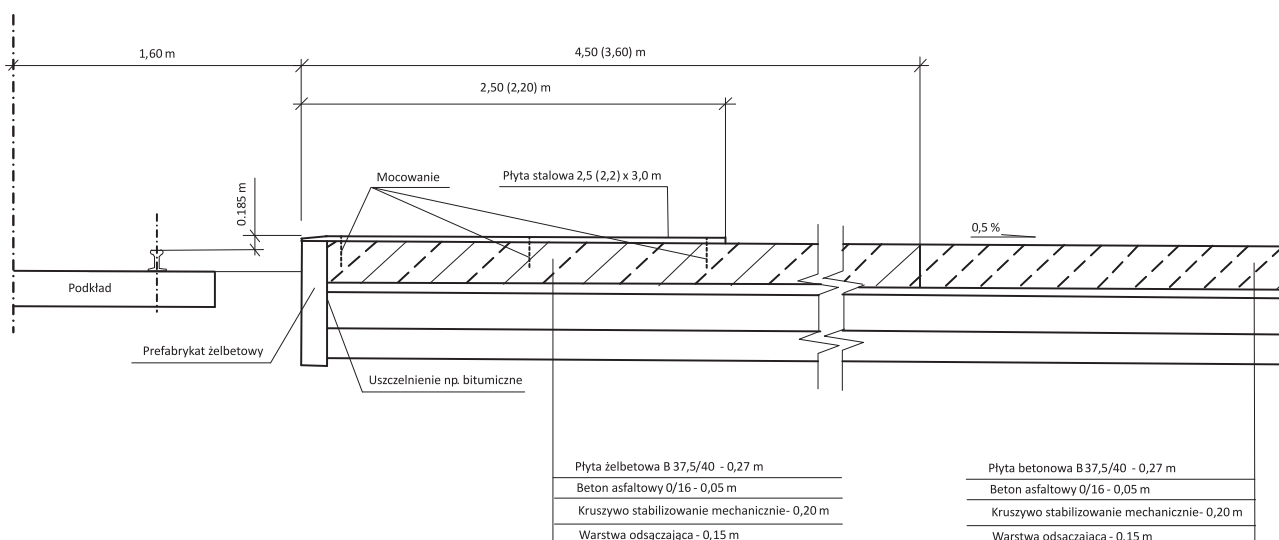 1,60 m
4,50 (3,60) m
2,50 (2,20) m
Mocowanie
Płyta stalowa 2,5 (2,2) x 3,0 m
0.185 m
0,5 %
Podkład
Prefabrykat żelbetowy
Uszczelnienie np. bitumiczne
Płyta żelbetowa B 37,5/40 - 0,27 m
Beton asfaltowy 0/16 - 0,05 m
Kruszywo stabilizowanie mechanicznie- 0,20 m
Warstwa odsączająca - 0,15 m
Płyta betonowa B 37,5/40 - 0,27 m
Beton asfaltowy 0/16 - 0,05 m
Kruszywo stabilizowanie mechanicznie- 0,20 m
Warstwa odsączająca - 0,15 m